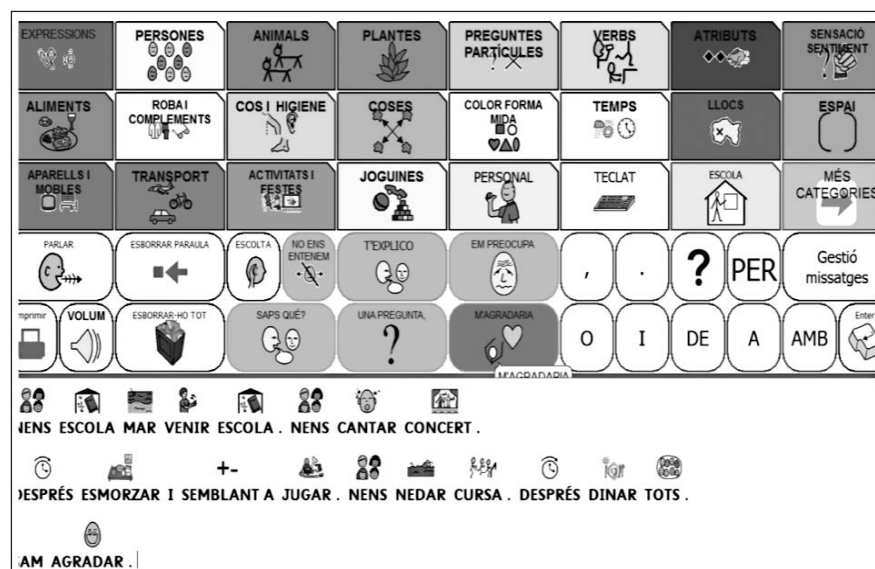 EXPRESSIONS PERSONES ANIMALS PLANTES PREGUNTES PARTÍCULES VERBS ATRIBUTS SENSACIÓ SENTIMENT
ALIMENTS ROBA I COMPLEMENTS COS I HIGIENE COSES COLOR FORMA MIDA TEMPS LLOCS ESPAI
APARELLS I MOBLES TRANSPORT ACTIVITATS I FESTES JOGUINES PERSONAL TECLAT ESCOLA MÉS CATEGORIES
PARLAR ESBORRAR PARAULA ESCOLTA NO ENS ENTENEM T'EXPLICO EM PREOCUPA , . ? PER Gestió missatges
mprimir VOLUM ESBORRAR-HO TOT SAPS QUÈ? UNA PREGUNTA, M'AGRADARIA O I DE A AMB Enter
M'AGRADARIA
NENS ESCOLA MAR VENIR ESCOLA . NENS CANTAR CONCERT .
+-
DESPRÉS ESMORZAR I SEMBLANT A JUGAR . NENS NEDAR CURSA . DESPRÉS DINAR TOTS .
AM AGRADAR .